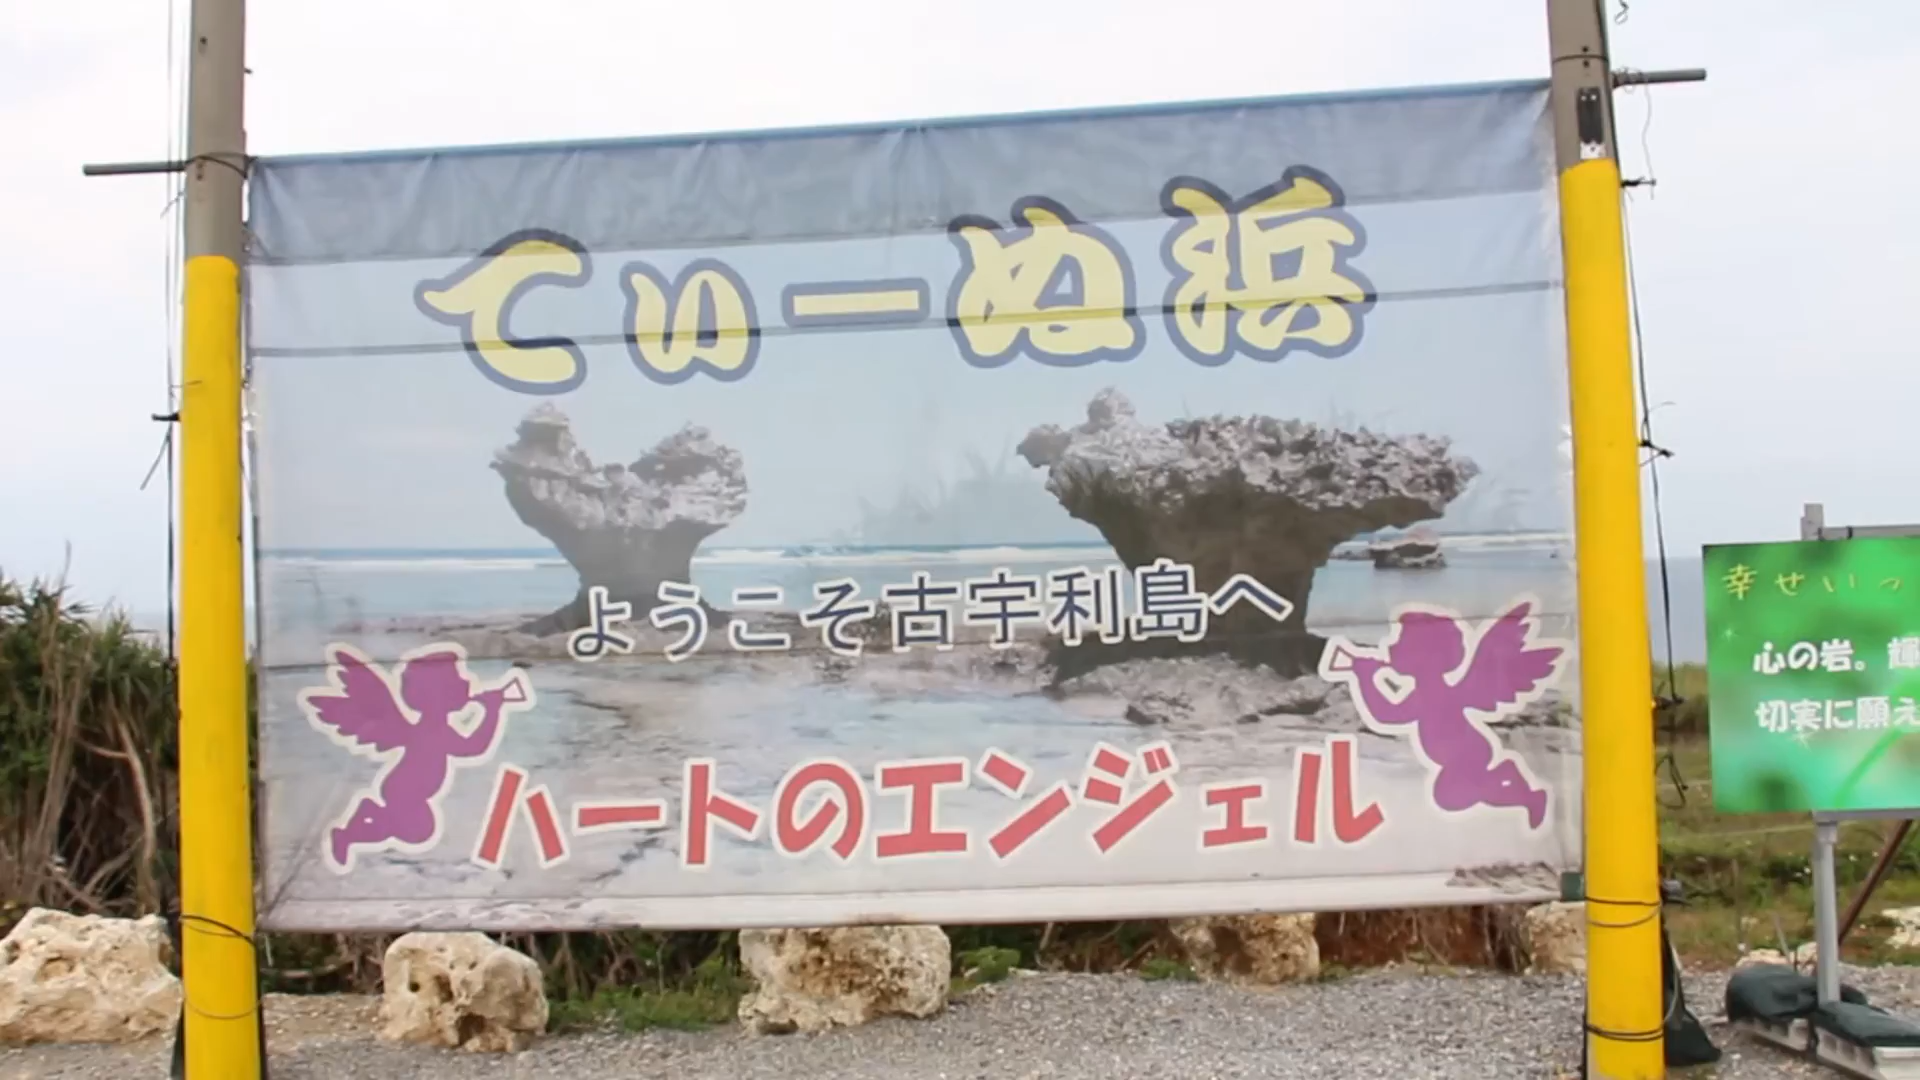 てぃーぬ浜
ようこそ古宇利島へ
ハートのエンジェル
幸せいっ
心の岩。輝
切実に願え